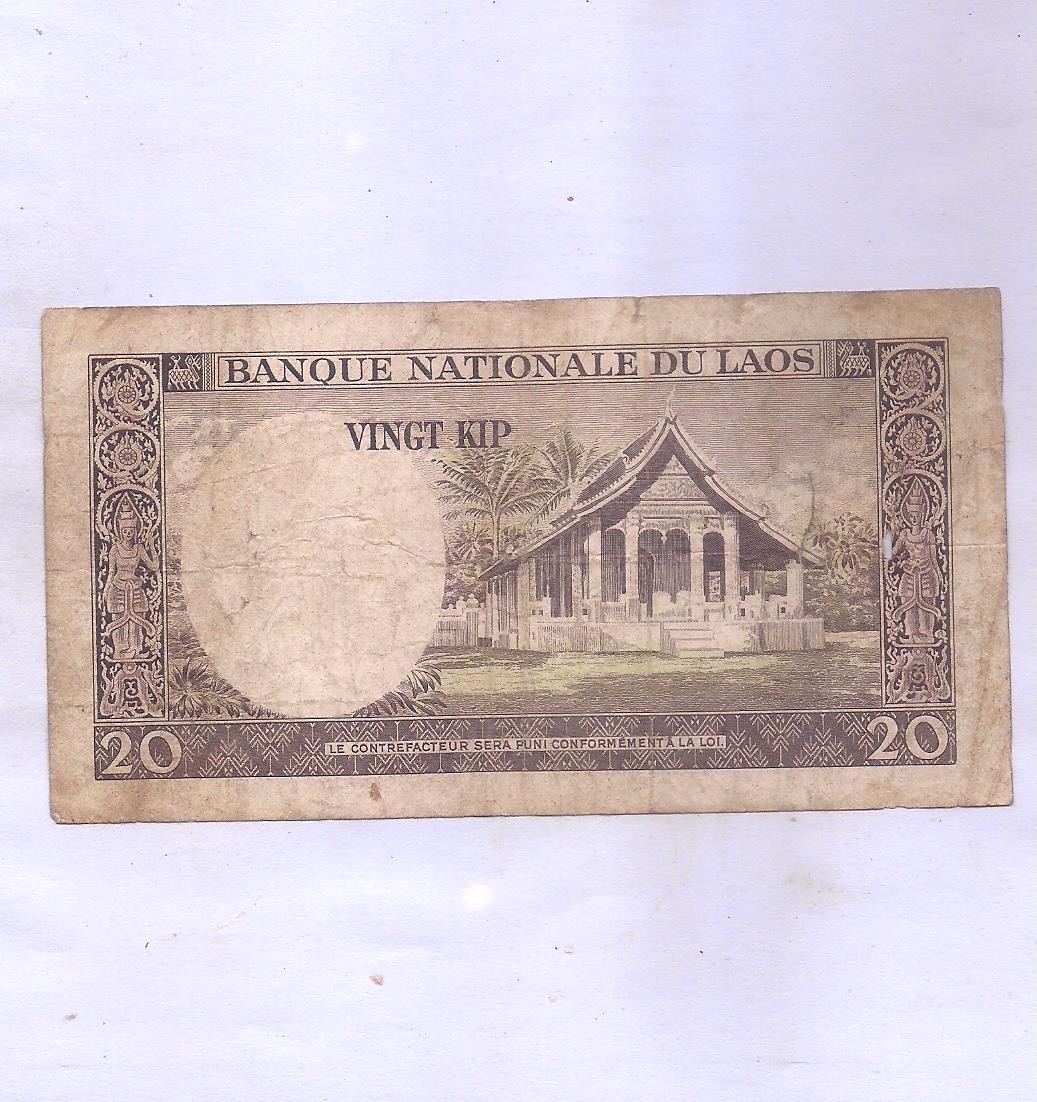 BANQUE NATIONALE DU LAOS
VINGT KIP
20
LE CONTREFACTEUR SERA PUNI CONFORMÉMENT À LA LOI.
20